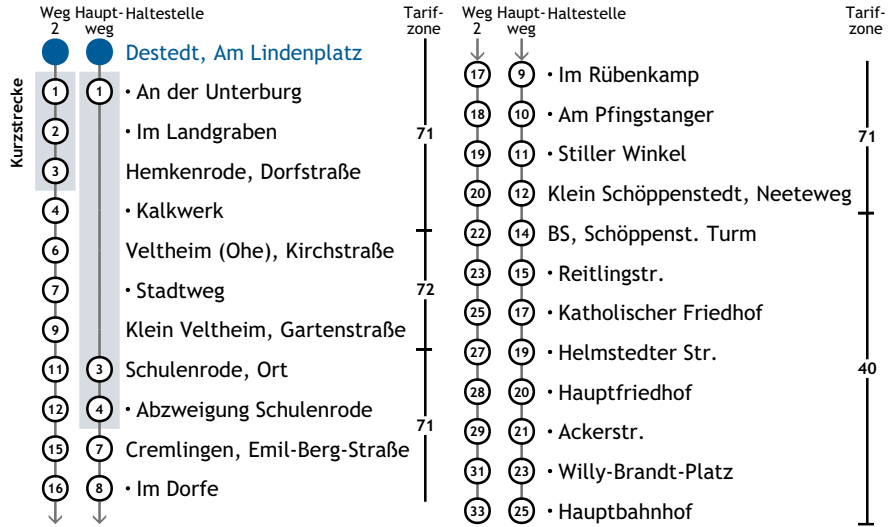 Weg Haupt- Haltestelle Tarif-
2 weg zone
Destedt, Am Lindenplatz
Kurzstrecke
1 1 • An der Unterburg
2 • Im Landgraben
71
3 Hemkenrode, Dorfstraße
4 • Kalkwerk
6 Veltheim (Ohe), Kirchstraße
7 • Stadtweg 72
9 Klein Veltheim, Gartenstraße
11 3 Schulenrode, Ort
12 4 • Abzweigung Schulenrode
71
15 7 Cremlingen, Emil-Berg-Straße
16 8 • Im Dorfe
Weg Haupt- Haltestelle Tarif-
2 weg zone
17 9 • Im Rübenkamp
18 10 • Am Pfingstanger
71
19 11 • Stiller Winkel
20 12 Klein Schöppenstedt, Neeteweg
22 14 BS, Schöppenst. Turm
23 15 • Reitlingstr.
25 17 • Katholischer Friedhof
27 19 • Helmstedter Str.
40
28 20 • Hauptfriedhof
29 21 • Ackerstr.
31 23 • Willy-Brandt-Platz
33 25 • Hauptbahnhof